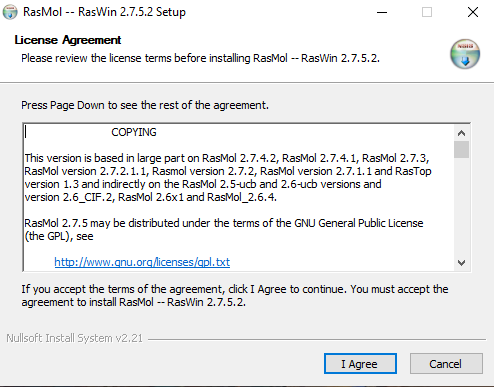 RasMol -- RasWin 2.7.5.2 Setup
License Agreement
Please review the license terms before installing RasMol -- RasWin 2.7.5.2.
Press Page Down to see the rest of the agreement.
COPYING
This version is based in large part on RasMol 2.7.4.2, RasMol 2.7.4.1, RasMol 2.7.3,
RasMol version 2.7.2.1.1, Rasmol version 2.7.2, RasMol version 2.7.1.1 and RasTop
version 1.3 and indirectly on the RasMol 2.5-ucb and 2.6-ucb versions and
version 2.6_CIF.2, RasMol 2.6x1 and RasMol_2.6.4.
RasMol 2.7.5 may be distributed under the terms of the GNU General Public License
(the GPL), see
http://www.gnu.org/licenses/gpl.txt
If you accept the terms of the agreement, click I Agree to continue. You must accept the
agreement to install RasMol -- RasWin 2.7.5.2.
Nullsoft Install System v2.21
I Agree
Cancel